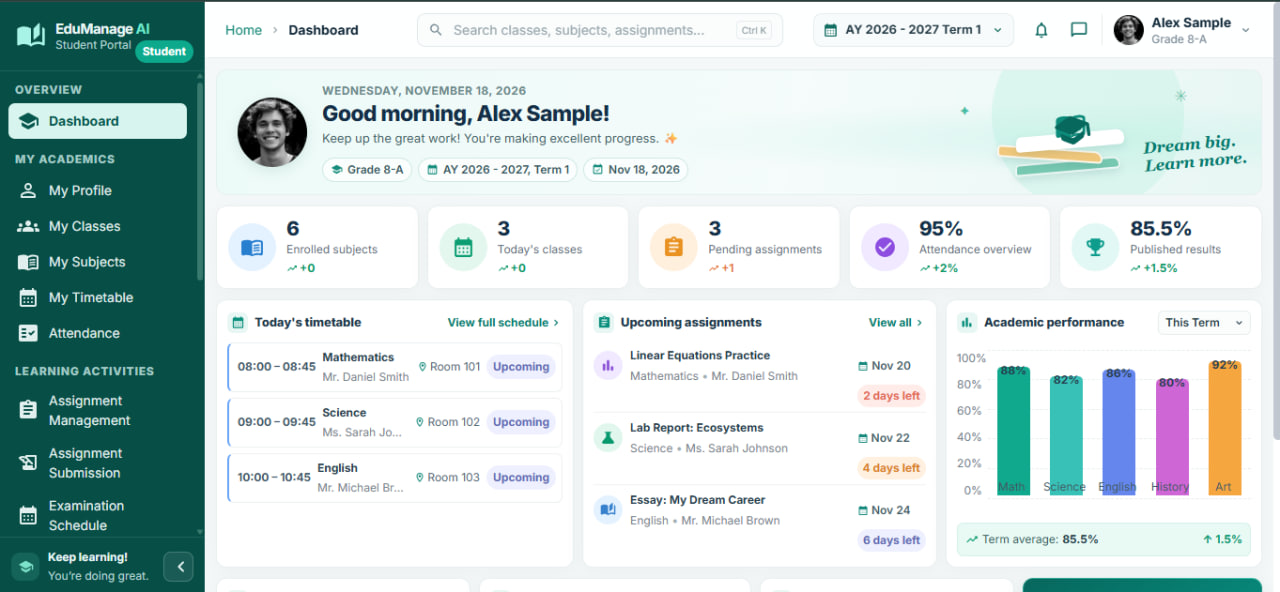 EduManage AI
Student Portal
Student
OVERVIEW
Dashboard
MY ACADEMICS
My Profile
My Classes
My Subjects
My Timetable
Attendance
LEARNING ACTIVITIES
Assignment
Management
Assignment
Submission
Examination
Schedule
Keep learning!
You're doing great.
Home > Dashboard
Search classes, subjects, assignments...
Ctrl K
AY 2026 - 2027 Term 1
Alex Sample
Grade 8-A
WEDNESDAY, NOVEMBER 18, 2026
Good morning, Alex Sample!
Keep up the great work! You're making excellent progress. ✨
Grade 8-A
AY 2026 - 2027, Term 1
Nov 18, 2026
Dream big.
Learn more.
6
Enrolled subjects
+0
3
Today's classes
+0
3
Pending assignments
+1
95%
Attendance overview
+2%
85.5%
Published results
+1.5%
Today's timetable
View full schedule >
08:00 – 08:45
Mathematics
Mr. Daniel Smith
Room 101
Upcoming
09:00 – 09:45
Science
Ms. Sarah Jo...
Room 102
Upcoming
10:00 – 10:45
English
Mr. Michael Br...
Room 103
Upcoming
Upcoming assignments
View all >
Linear Equations Practice
Mathematics • Mr. Daniel Smith
Nov 20
2 days left
Lab Report: Ecosystems
Science • Ms. Sarah Johnson
Nov 22
4 days left
Essay: My Dream Career
English • Mr. Michael Brown
Nov 24
6 days left
Academic performance
This Term
100%
80%
60%
40%
20%
0%
88%
82%
86%
80%
92%
Math
Science
English
History
Art
Term average: 85.5%
↑ 1.5%